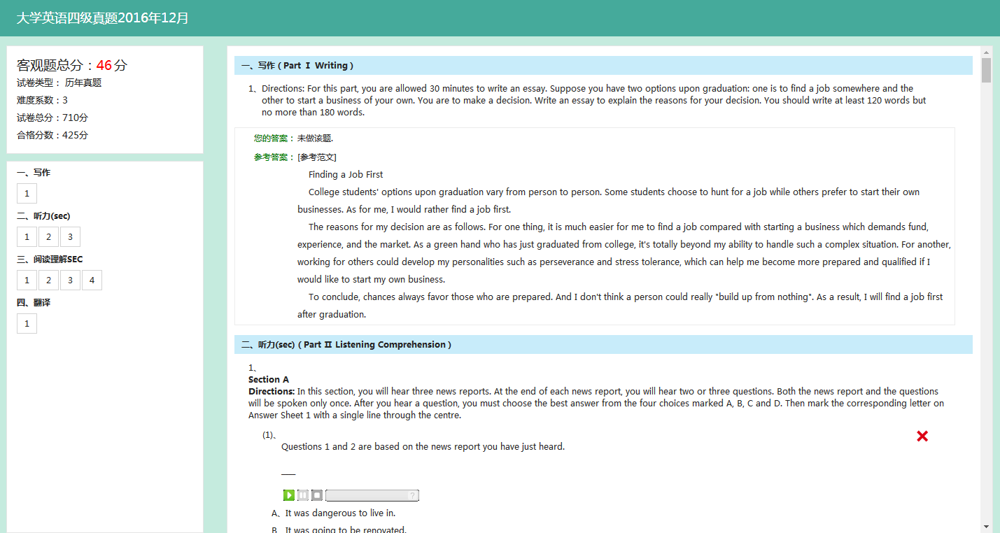 大学英语四级真题2016年12月
客观题总分：46分
试卷类型： 历年真题
难度系数：3
试卷总分：710分
合格分数：425分
一、写作
1
二、听力(sec)
1 2 3
三、阅读理解SEC
1 2 3 4
四、翻译
1
一、写作 ( Part Ⅰ Writing )
1、Directions: For this part, you are allowed 30 minutes to write an essay. Suppose you have two options upon graduation: one is to find a job somewhere and the
other to start a business of your own. You are to make a decision. Write an essay to explain the reasons for your decision. You should write at least 120 words but
no more than 180 words.
您的答案： 未做该题.
参考答案： [参考范文]
Finding a Job First
College students' options upon graduation vary from person to person. Some students choose to hunt for a job while others prefer to start their own
businesses. As for me, I would rather find a job first.
The reasons for my decision are as follows. For one thing, it is much easier for me to find a job compared with starting a business which demands fund,
experience, and the market. As a green hand who has just graduated from college, it's totally beyond my ability to handle such a complex situation. For another,
working for others could develop my personalities such as perseverance and stress tolerance, which can help me become more prepared and qualified if I
would like to start my own business.
To conclude, chances always favor those who are prepared. And I don't think a person could really "build up from nothing". As a result, I will find a job first
after graduation.
二、听力(sec) ( Part Ⅱ Listening Comprehension )
1、
Section A
Directions: In this section, you will hear three news reports. At the end of each news report, you will hear two or three questions. Both the news report and the questions
will be spoken only once. After you hear a question, you must choose the best answer from the four choices marked A, B, C and D. Then mark the corresponding letter on
Answer Sheet 1 with a single line through the centre.
(1)、
Questions 1 and 2 are based on the news report you have just heard.
___
?
A、It was dangerous to live in.
B、It was going to be renovated.